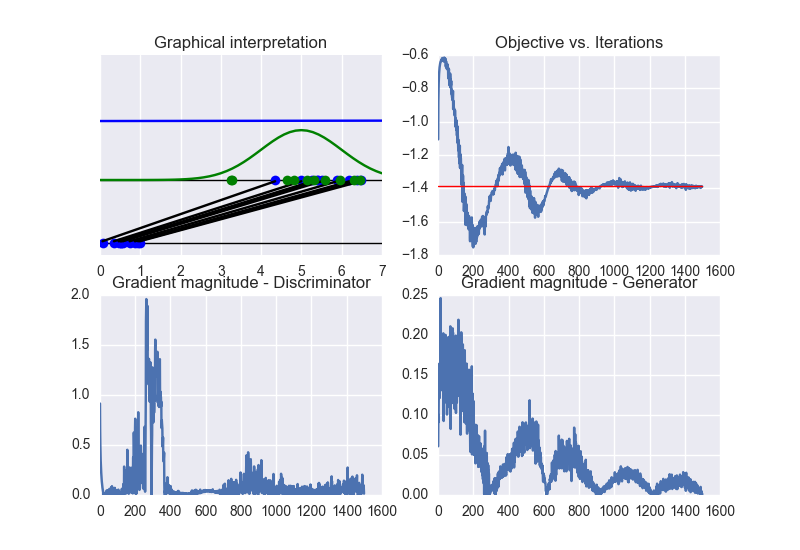 Graphical interpretation
0 1 2 3 4 5 6 7
Objective vs. Iterations
−0.6
−0.8
−1.0
−1.2
−1.4
−1.6
−1.8
0 200 400 600 800 1000 1200 1400 1600
Gradient magnitude - Discriminator
2.0
1.5
1.0
0.5
0.0
0 200 400 600 800 1000 1200 1400 1600
Gradient magnitude - Generator
0.25
0.20
0.15
0.10
0.05
0.00
0 200 400 600 800 1000 1200 1400 1600